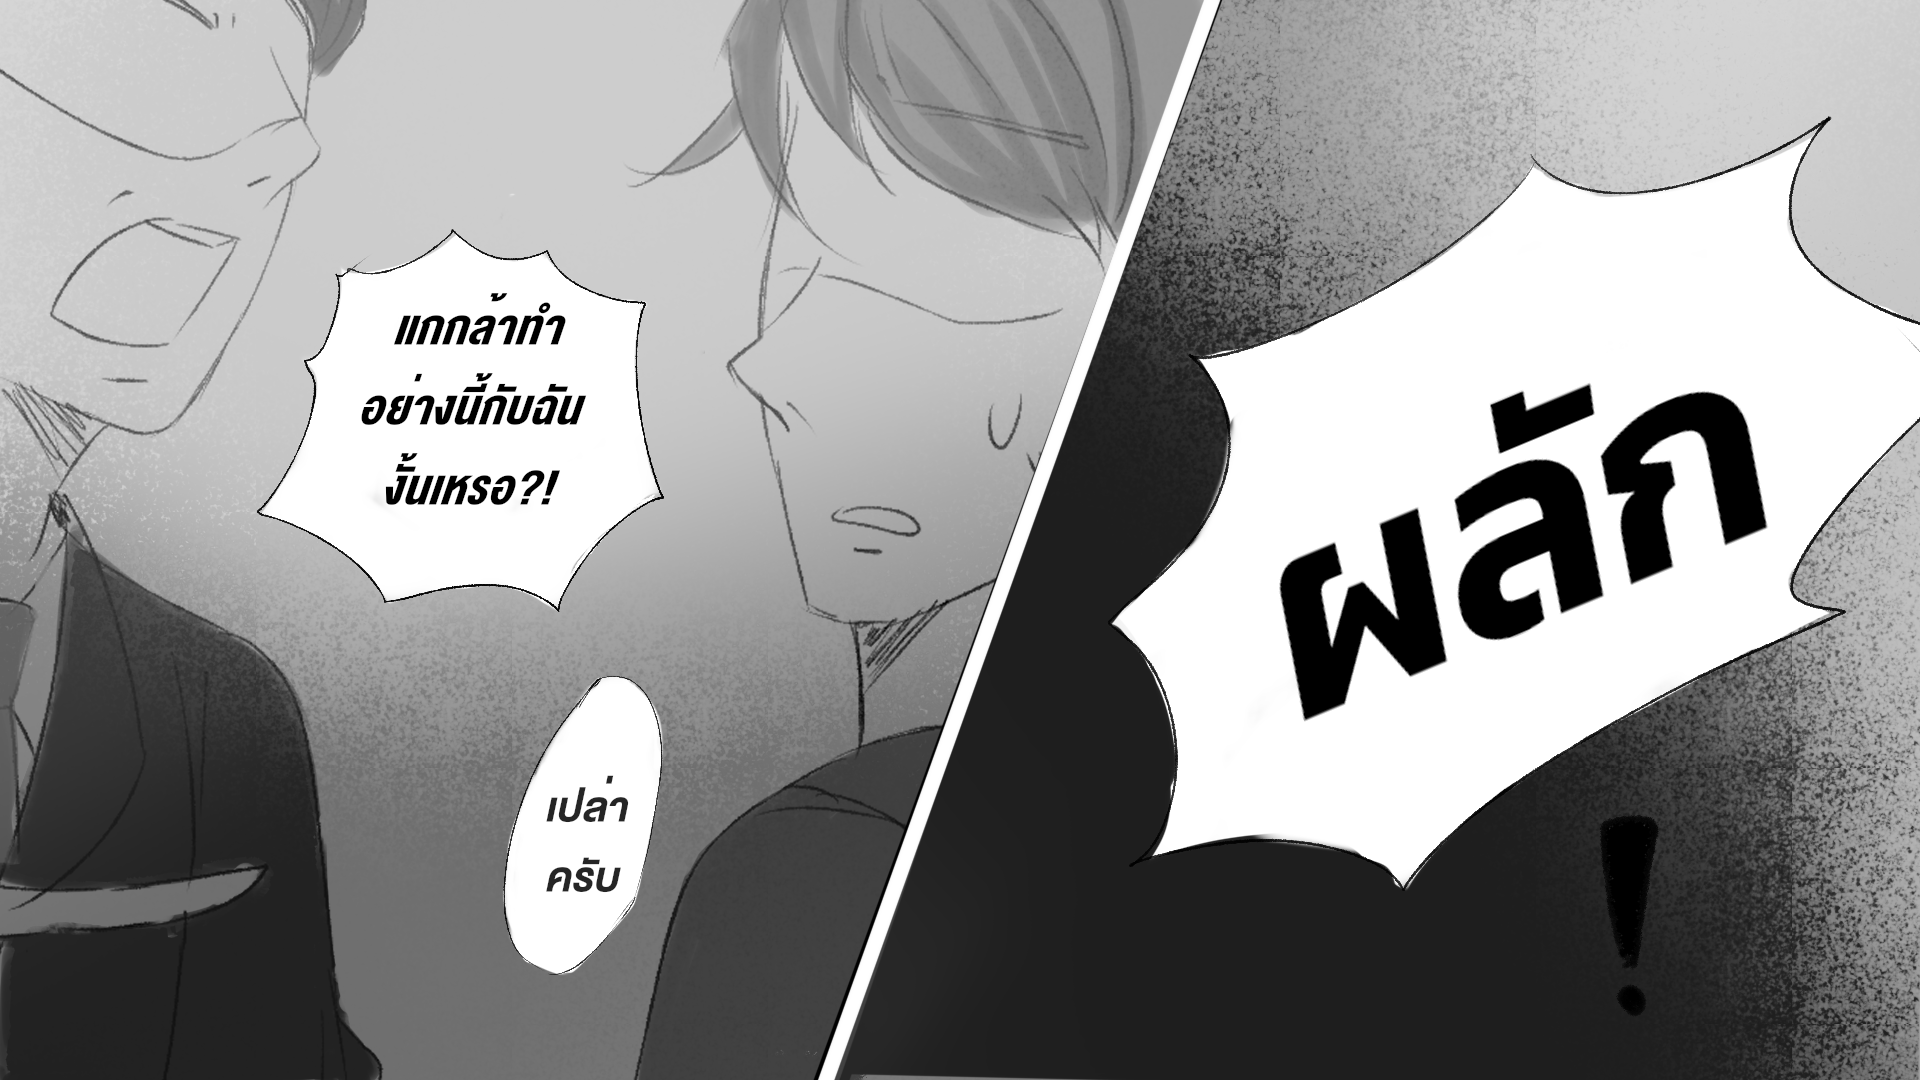 แกกล้าทำ
อย่างนี้กับฉัน
งั้นเหรอ?!
เปล่า
ครับ
ผลัก
!